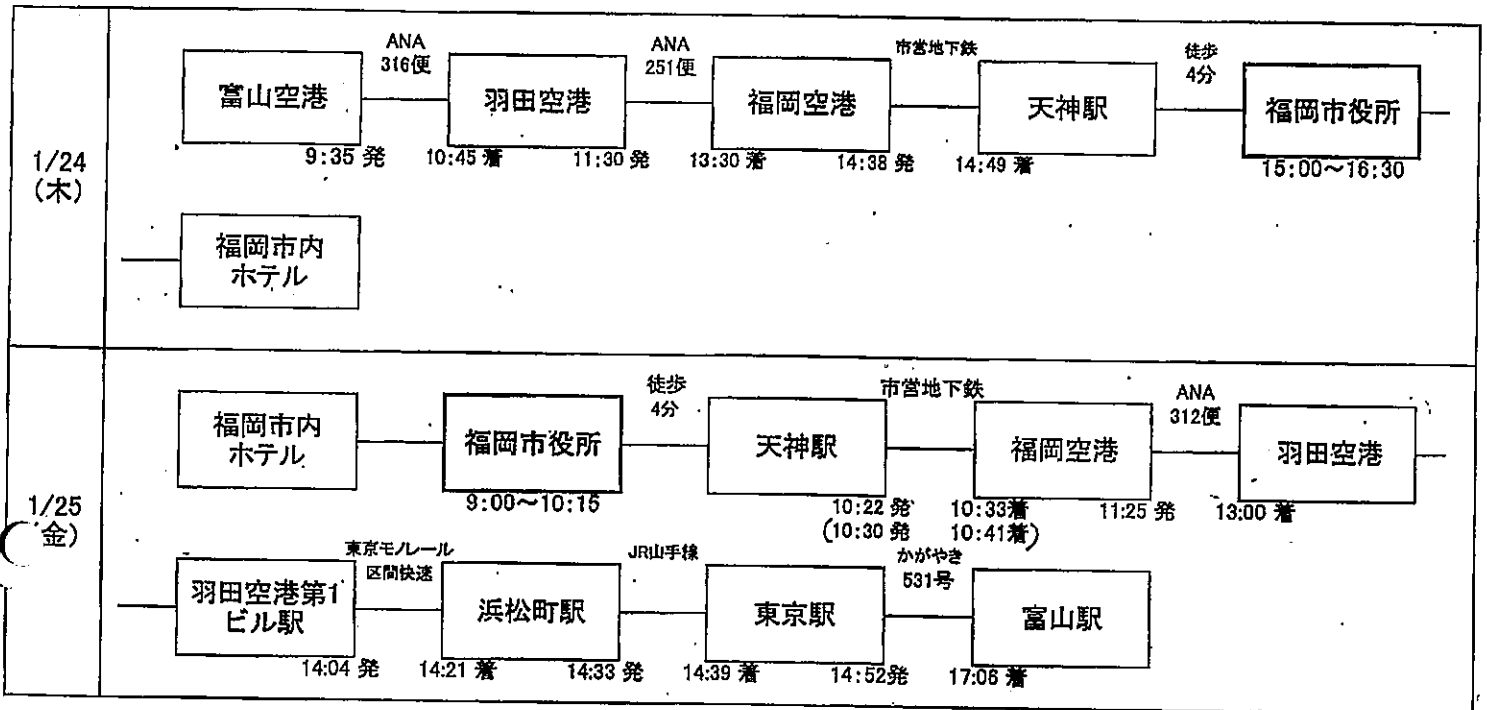 1/24
(木)
ANA
316便
ANA
251便
市営地下鉄
徒歩
4分
富山空港
羽田空港
福岡空港
天神駅
福岡市役所
9:35 発
10:45 着
11:30 発
13:30 着
14:38 発
14:49 着
15:00～16:30
福岡市内
ホテル
1/25
(金)
徒歩
4分
市営地下鉄
ANA
312便
福岡市内
ホテル
福岡市役所
天神駅
福岡空港
羽田空港
9:00～10:15
10:22 発
10:33着
11:25 発
13:00 着
(10:30 発
10:41着)
東京モノレール
区間快速
JR山手線
かがやき
531号
羽田空港第1
ビル駅
浜松町駅
東京駅
富山駅
14:04 発
14:21 着
14:33 発
14:39 着
14:52発
17:06 着